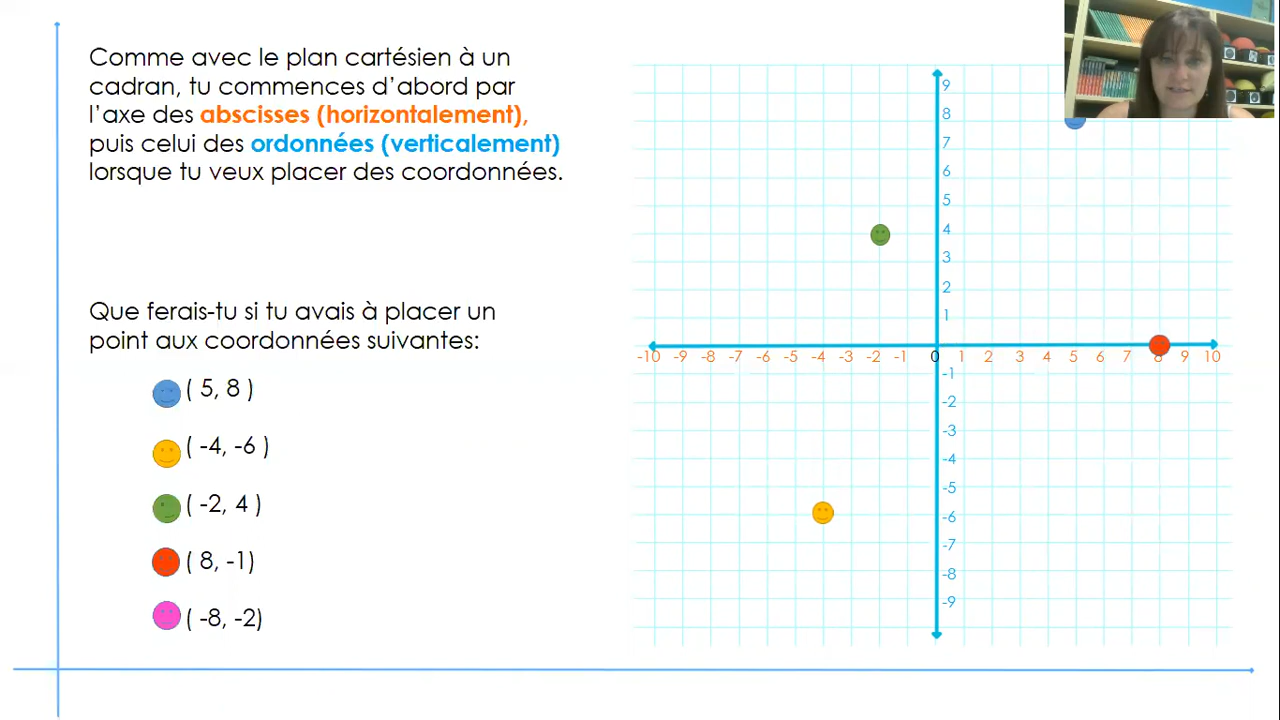 Comme avec le plan cartésien à un
cadran, tu commences d'abord par
l'axe des abscisses (horizontalement),
puis celui des ordonnées (verticalement)
lorsque tu veux placer des coordonnées.
Que ferais-tu si tu avais à placer un
point aux coordonnées suivantes:
( 5, 8 )
( -4, -6 )
( -2, 4 )
( 8, -1)
( -8, -2)
9
8
7
6
5
4
3
2
1
-10 -9 -8 -7 -6 -5 -4 -3 -2 -1 0 1 2 3 4 5 6 7 8 9 10
-1
-2
-3
-4
-5
-6
-7
-8
-9